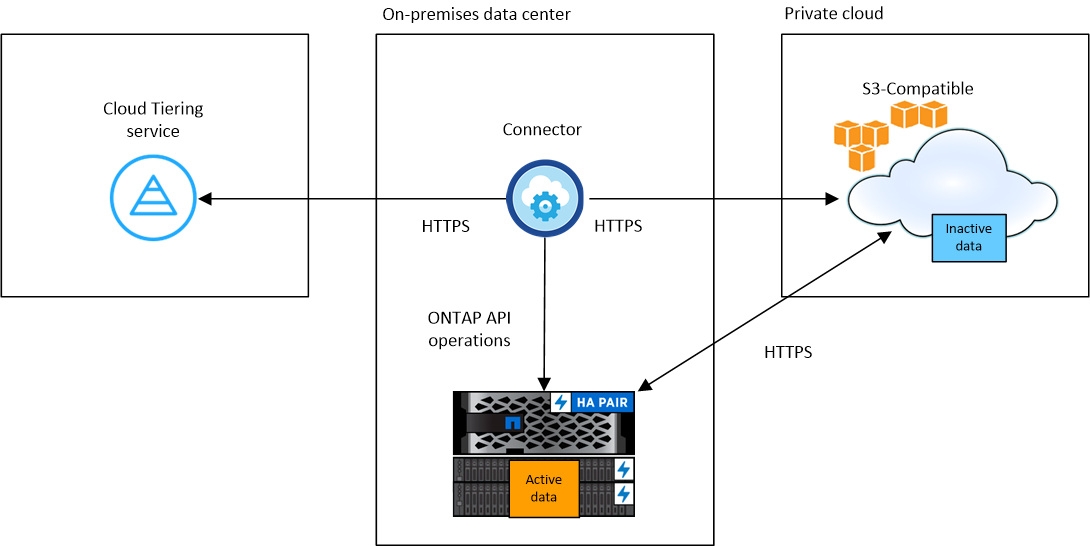 On-premises data center
Private cloud
Cloud Tiering
service
Connector
S3-Compatible
HTTPS
HTTPS
Inactive
data
ONTAP API
operations
HTTPS
HA PAIR
Active
data